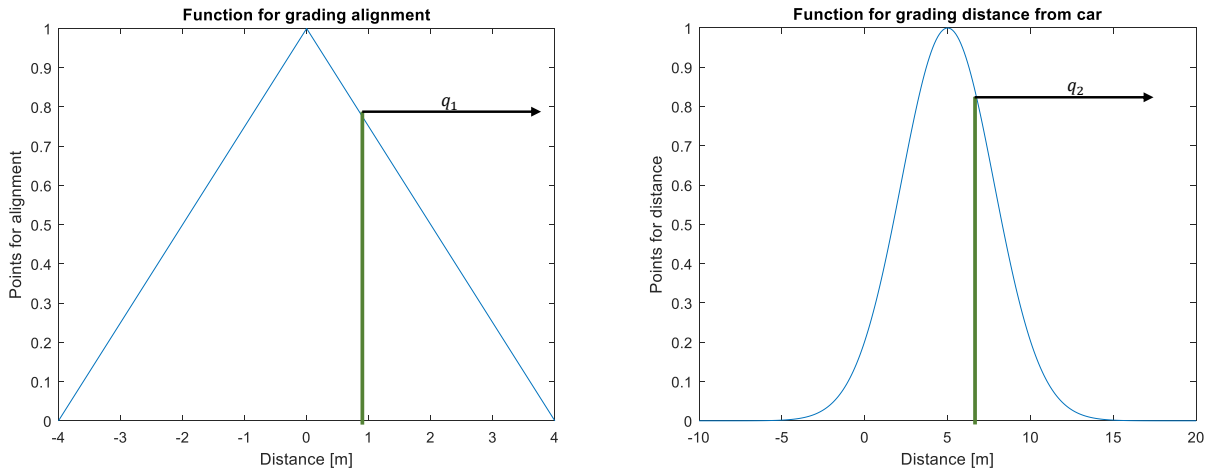 Function for grading alignment
1
0.9
0.8
0.7
0.6
0.5
0.4
0.3
0.2
0.1
0
Points for alignment
q₁
-4 -3 -2 -1 0 1 2 3 4
Distance [m]
Function for grading distance from car
1
0.9
0.8
0.7
0.6
0.5
0.4
0.3
0.2
0.1
0
Points for distance
q₂
-10 -5 0 5 10 15 20
Distance [m]